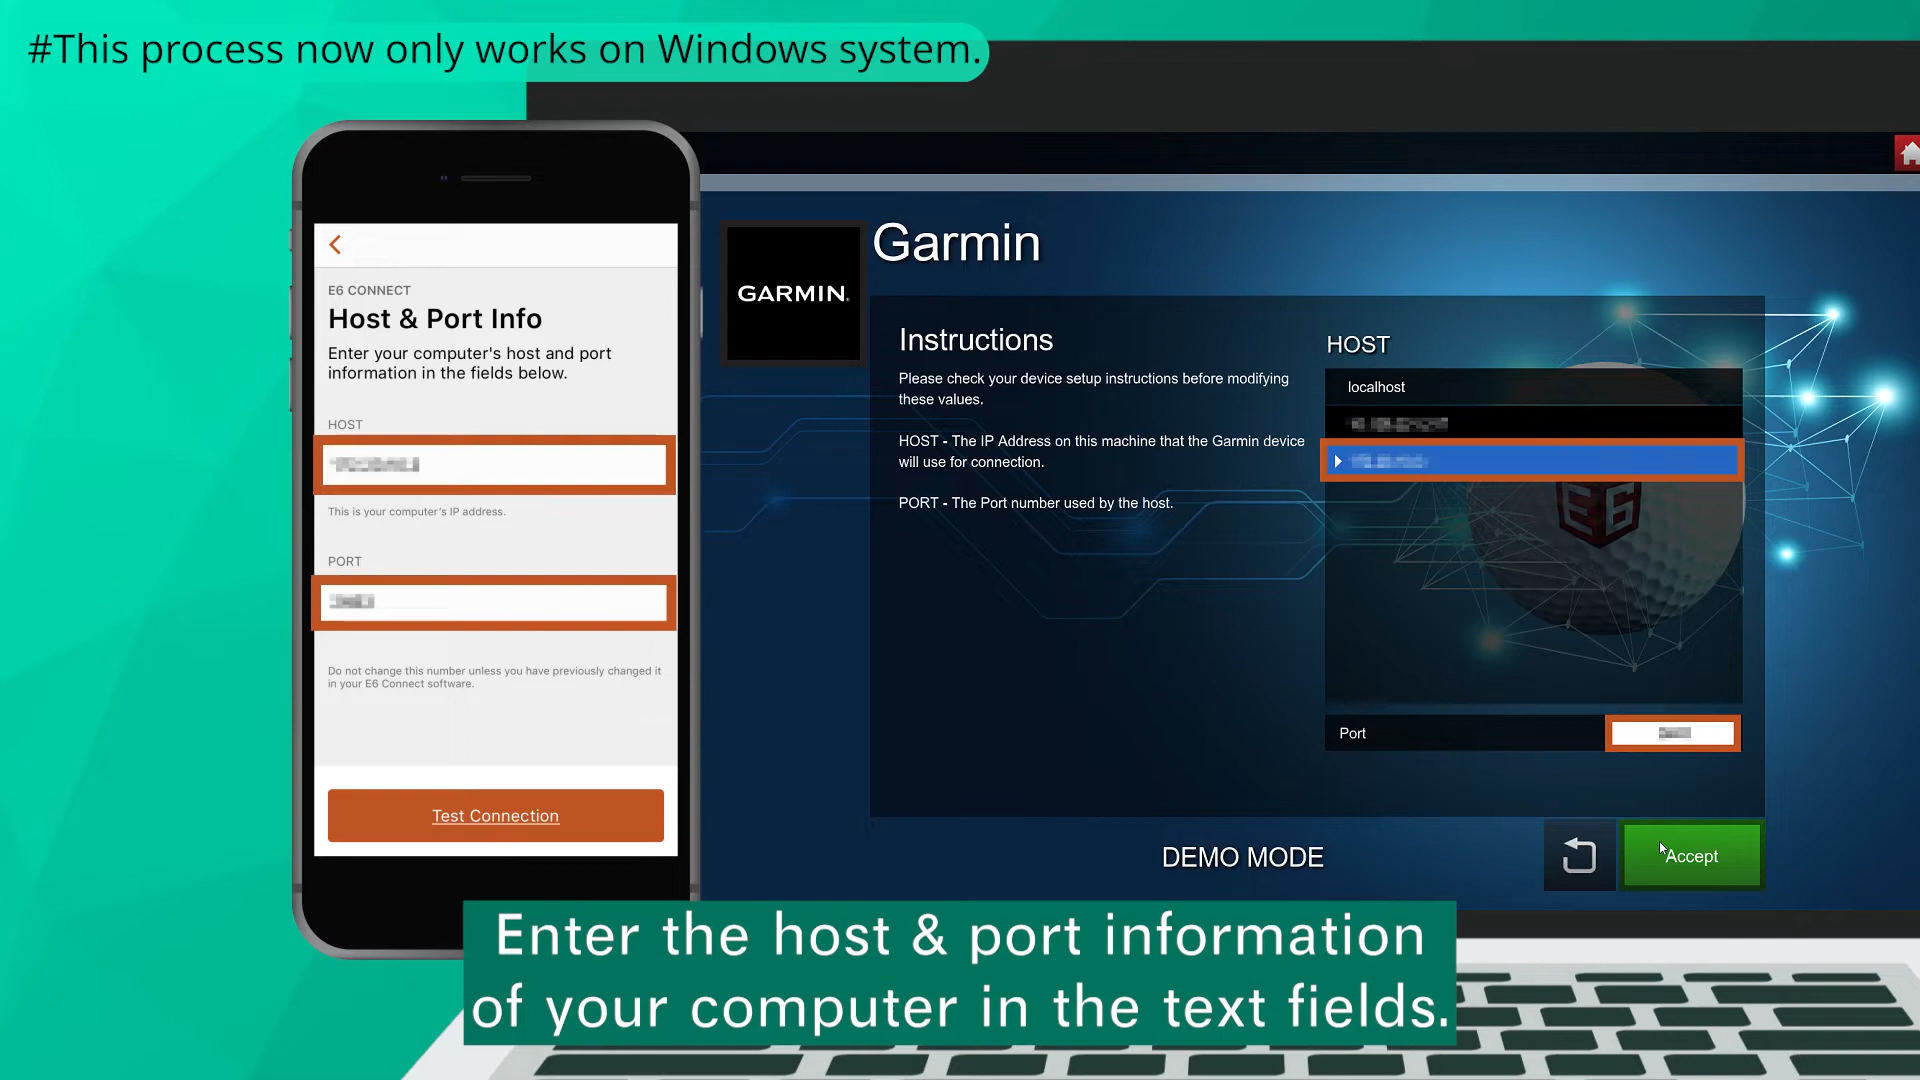 #This process now only works on Windows system.
E6 CONNECT
Host & Port Info
Enter your computer's host and port
information in the fields below.
HOST
This is your computer's IP address.
PORT
Do not change this number unless you have previously changed it
in your E6 Connect software.
Test Connection
GARMIN
Garmin
Instructions
Please check your device setup instructions before modifying
these values.
HOST - The IP Address on this machine that the Garmin device
will use for connection.
PORT - The Port number used by the host.
HOST
localhost
E6
Port
DEMO MODE
Accept
Enter the host & port information
of your computer in the text fields.